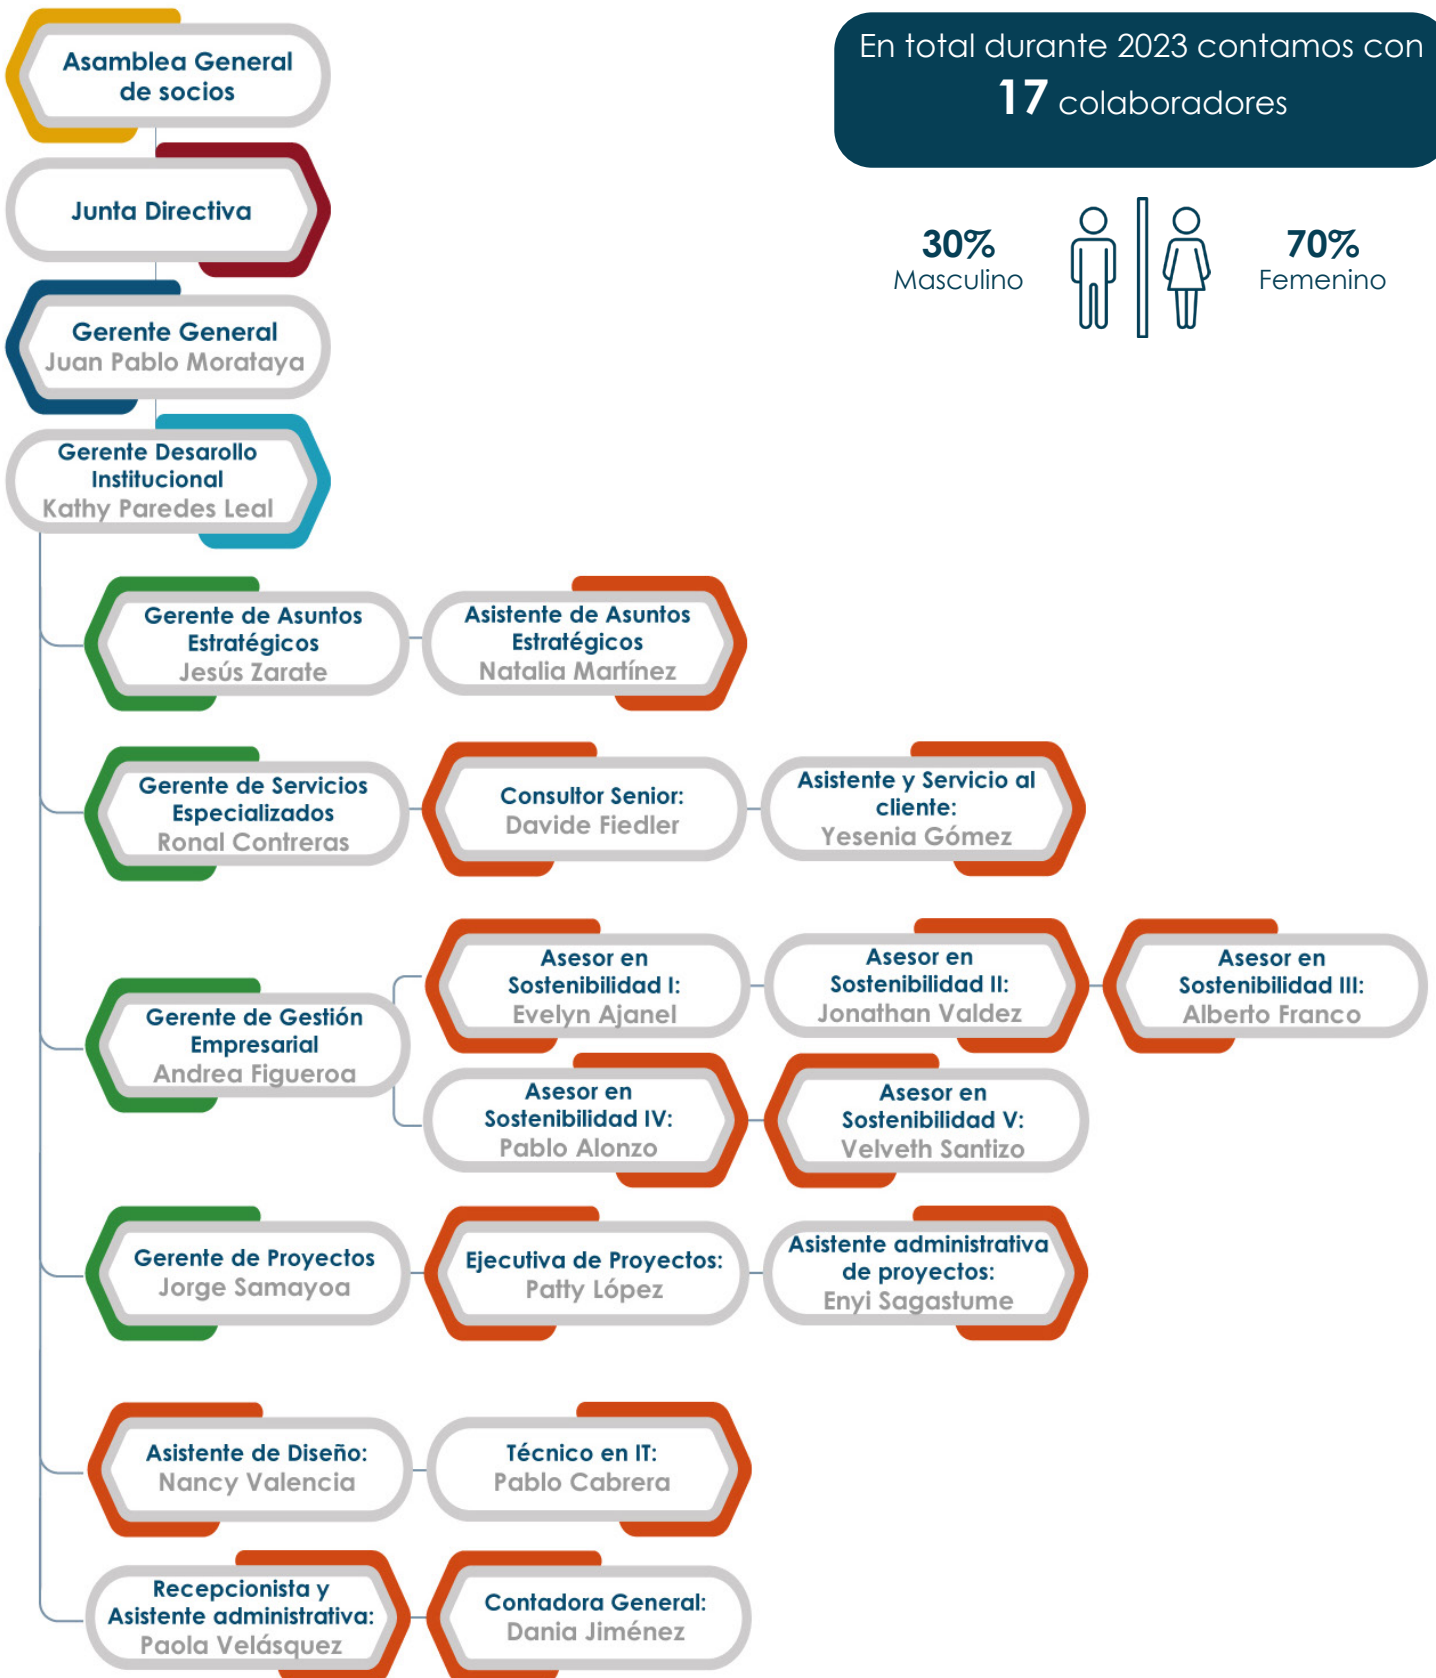 En total durante 2023 contamos con
17 colaboradores
30%
Masculino
70%
Femenino
Asamblea General
de socios
Junta Directiva
Gerente General
Juan Pablo Morataya
Gerente Desarollo
Institucional
Kathy Paredes Leal
Gerente de Asuntos
Estratégicos
Jesús Zarate
Asistente de Asuntos
Estratégicos
Natalia Martínez
Gerente de Servicios
Especializados
Ronal Contreras
Consultor Senior:
Davide Fiedler
Asistente y Servicio al
cliente:
Yesenia Gómez
Gerente de Gestión
Empresarial
Andrea Figueroa
Asesor en
Sostenibilidad I:
Evelyn Ajanel
Asesor en
Sostenibilidad II:
Jonathan Valdez
Asesor en
Sostenibilidad III:
Alberto Franco
Asesor en
Sostenibilidad IV:
Pablo Alonzo
Asesor en
Sostenibilidad V:
Velveth Santizo
Gerente de Proyectos
Jorge Samayoa
Ejecutiva de Proyectos:
Patty López
Asistente administrativa
de proyectos:
Enyi Sagastume
Asistente de Diseño:
Nancy Valencia
Técnico en IT:
Pablo Cabrera
Recepcionista y
Asistente administrativa:
Paola Velásquez
Contadora General:
Dania Jiménez